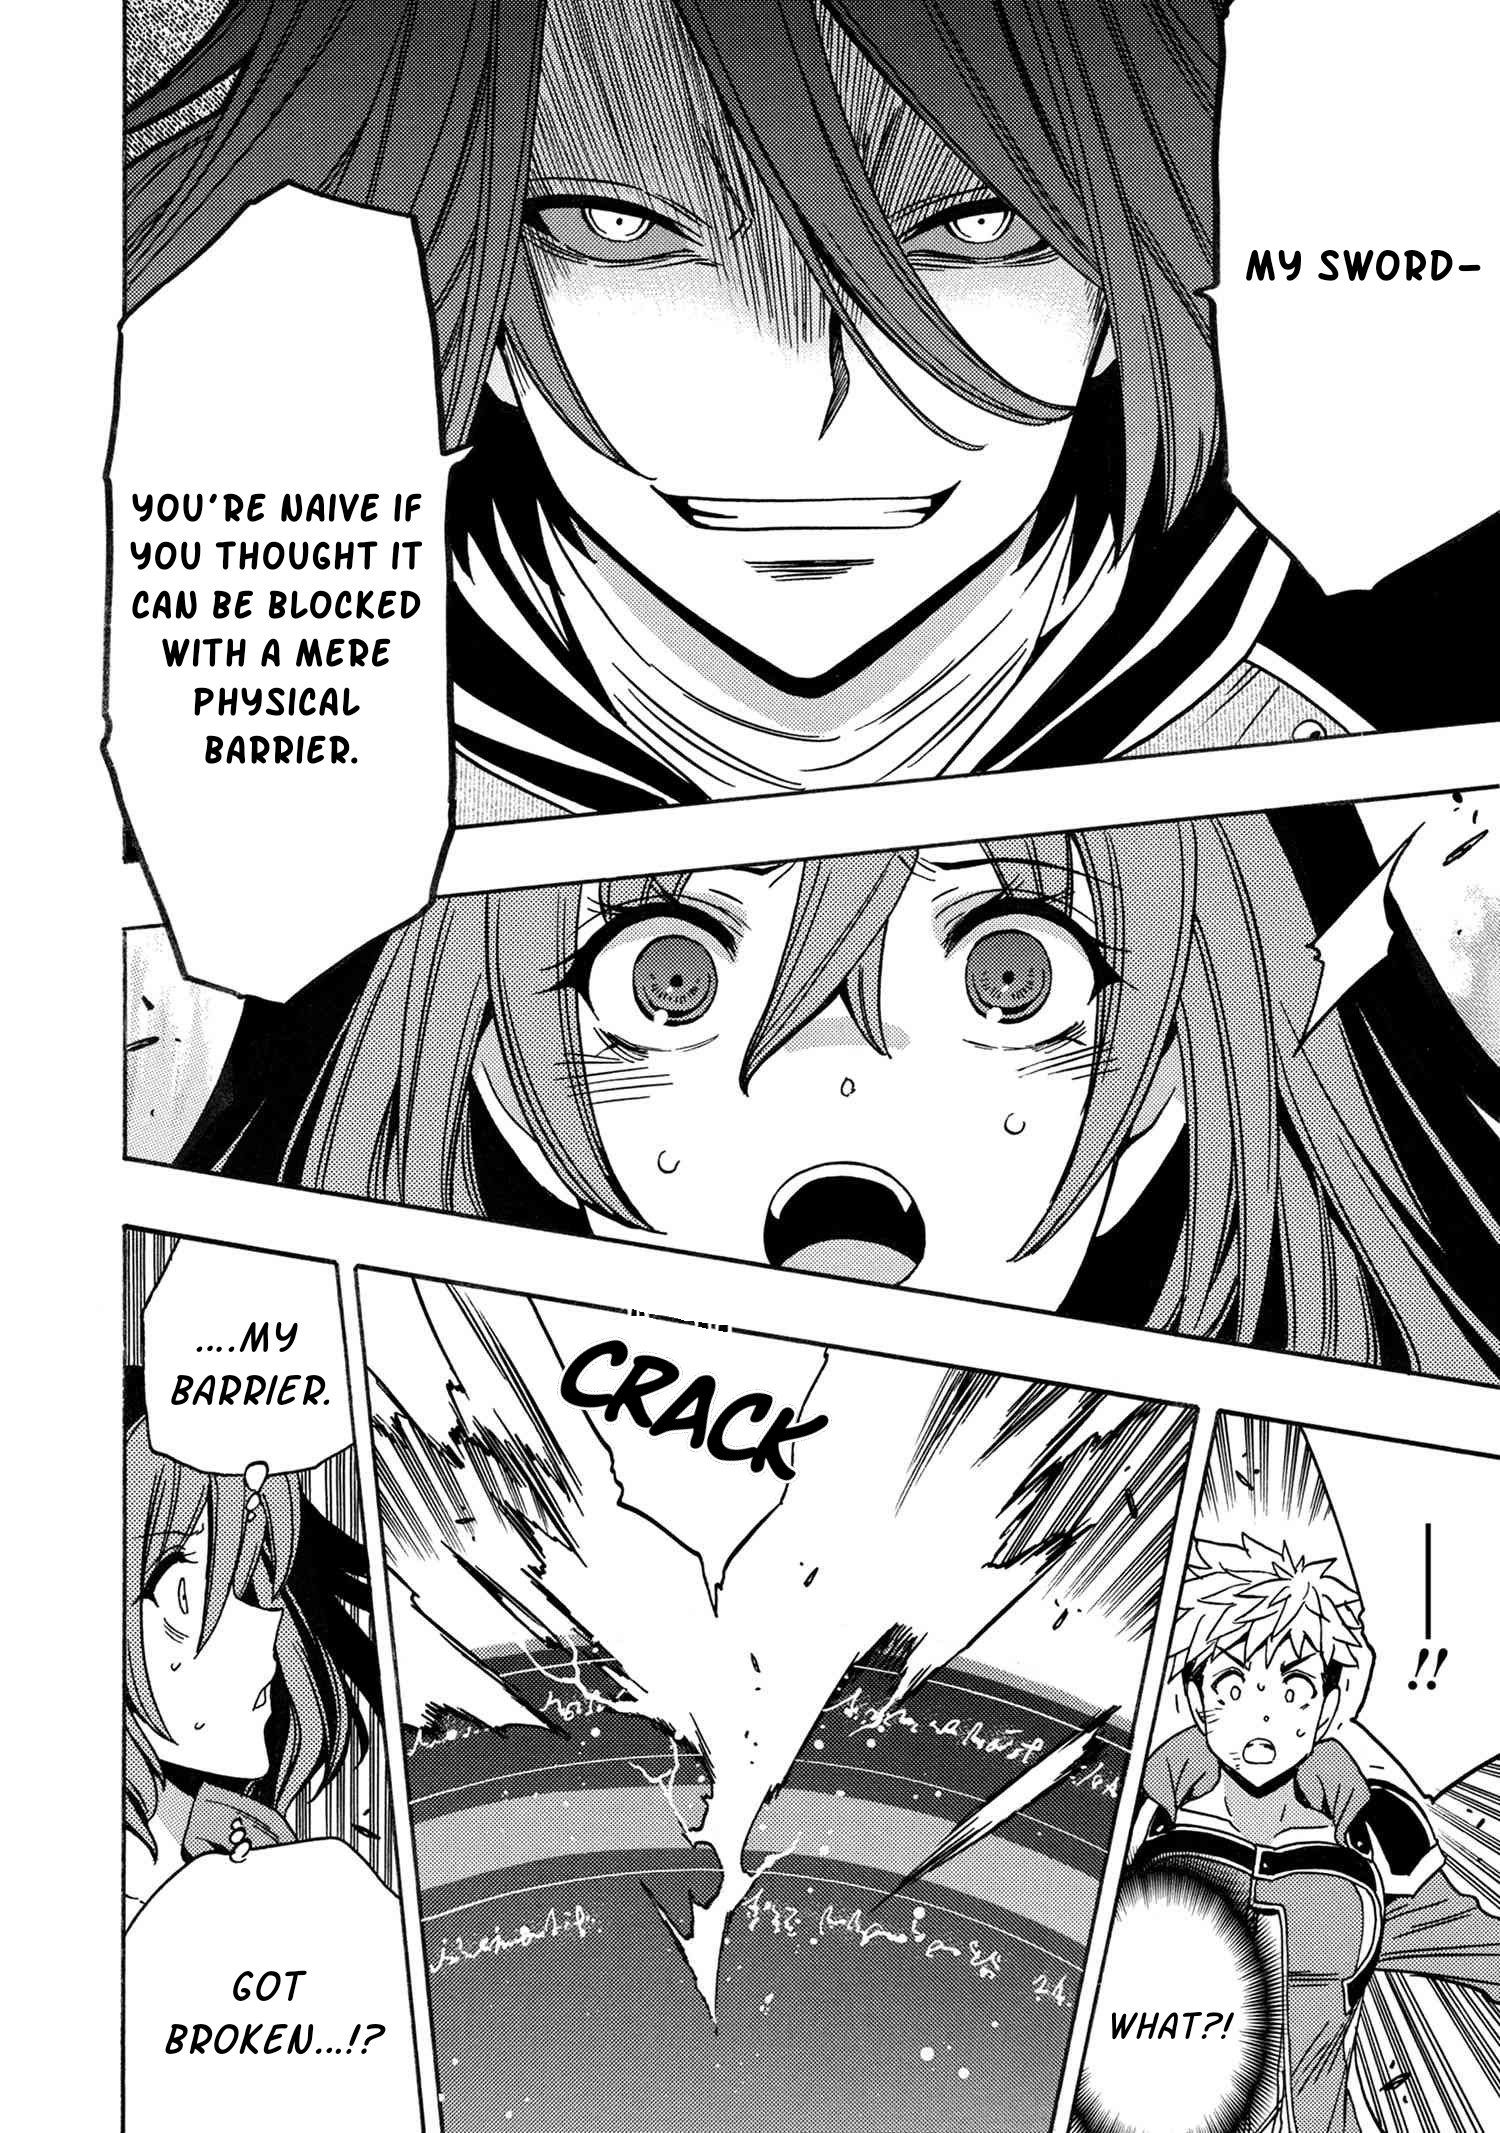 MY SWORD-
YOU'RE NAIVE IF
YOU THOUGHT IT
CAN BE BLOCKED
WITH A MERE
PHYSICAL
BARRIER.
!!
WHAT?!
CRACK
....MY
BARRIER.
GOT
BROKEN...!?